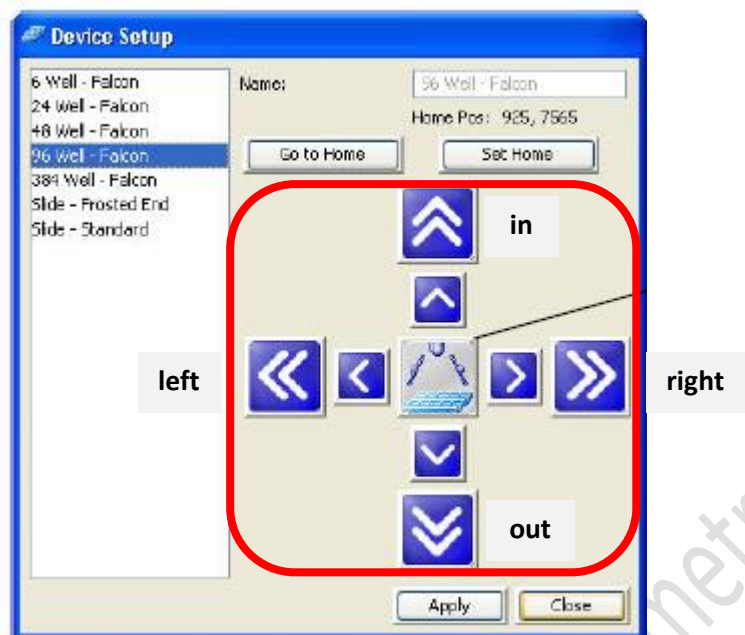 Device Setup
6 Well - Falcon
24 Well - Falcon
48 Well - Falcon
96 Well - Falcon
384 Well - Falcon
Slide - Frosted End
Slide - Standard
Name:
96 Well - Falcon
Home Pos: 925, 7565
Go to Home
Set Home
in
left
right
out
Apply
Close